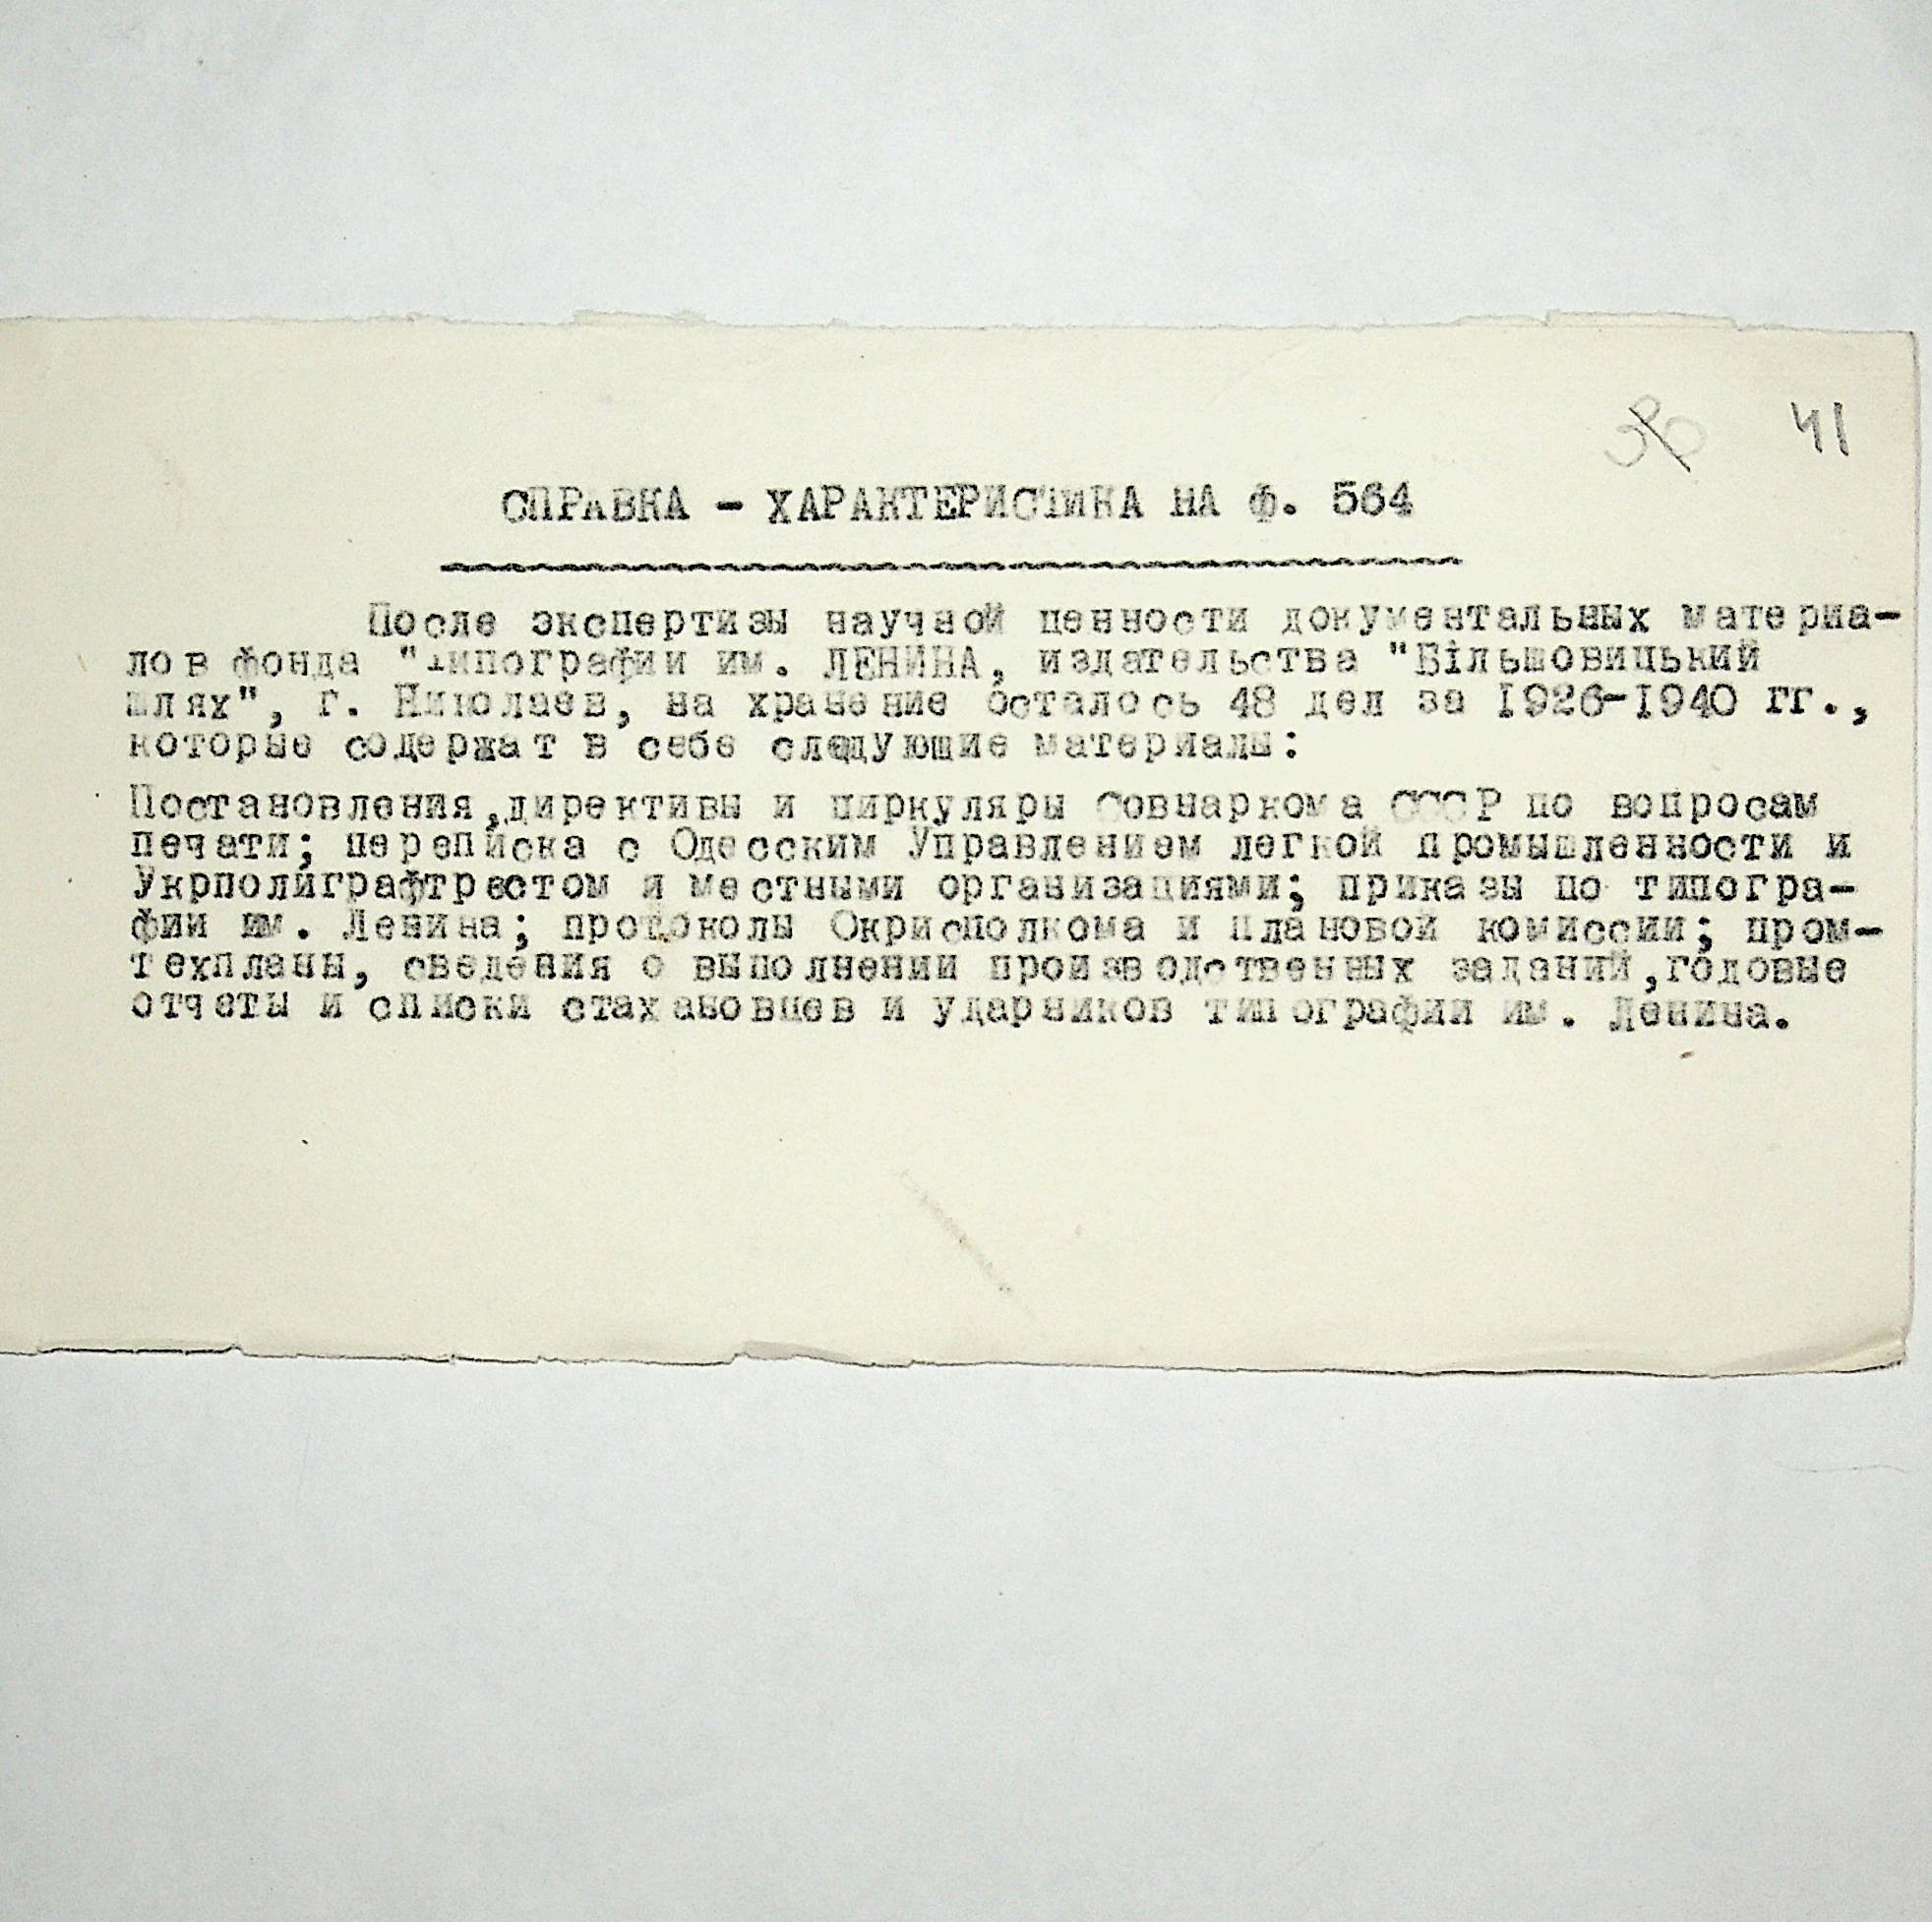 41
СПРАВКА - ХАРАКТЕРИСТИКА НА Ф. 564
После экспертизы научной ценности документальных материа-
лов фонда "Типографии им. ЛЕНИНА, издательства "Більшовицький
шлях", г. Николаев, на хранение осталось 48 дел за 1926-1940 гг.,
которые содержат в себе следующие материалы:
Постановления,директивы и циркуляры Совнаркома СССР по вопросам
печати; переписка с Одесским Управлением легкой промышленности и
Укрполиграфтрестом и местными организациями; приказы по типогра-
фии им. Ленина; протоколы Окрисполкома и плановой комиссии; пром-
техпланы, сведения о выполнении производственных заданий,годовые
отчеты и списки стахановцев и ударников типографии им. Ленина.